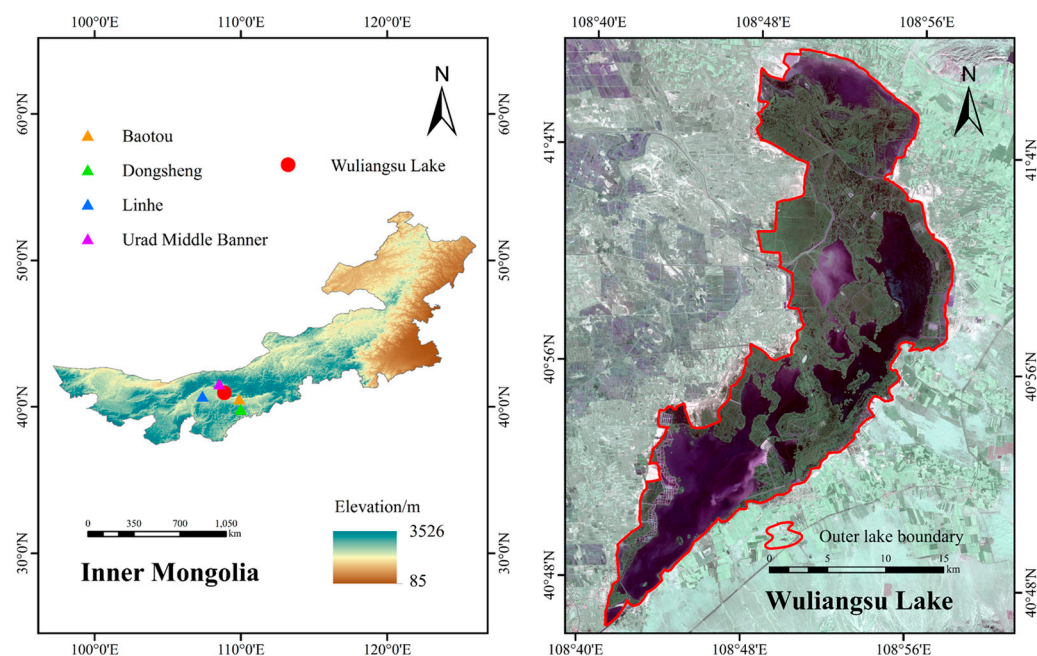 100°0'E 110°0'E 120°0'E
108°40'E 108°48'E 108°56'E
N
N
60°0'N
50°0'N
40°0'N
30°0'N
Baotou
Dongsheng
Linhe
Urad Middle Banner
Wuliangsu Lake
Elevation/m
3526
85
0 350 700 1,050
km
Inner Mongolia
60°0'N
50°0'N
40°0'N
30°0'N
100°0'E 110°0'E 120°0'E
41°4'N
40°56'N
40°48'N
Outer lake boundary
0 5 10 15
km
Wuliangsu Lake
41°4'N
40°56'N
40°48'N
108°40'E 108°48'E 108°56'E